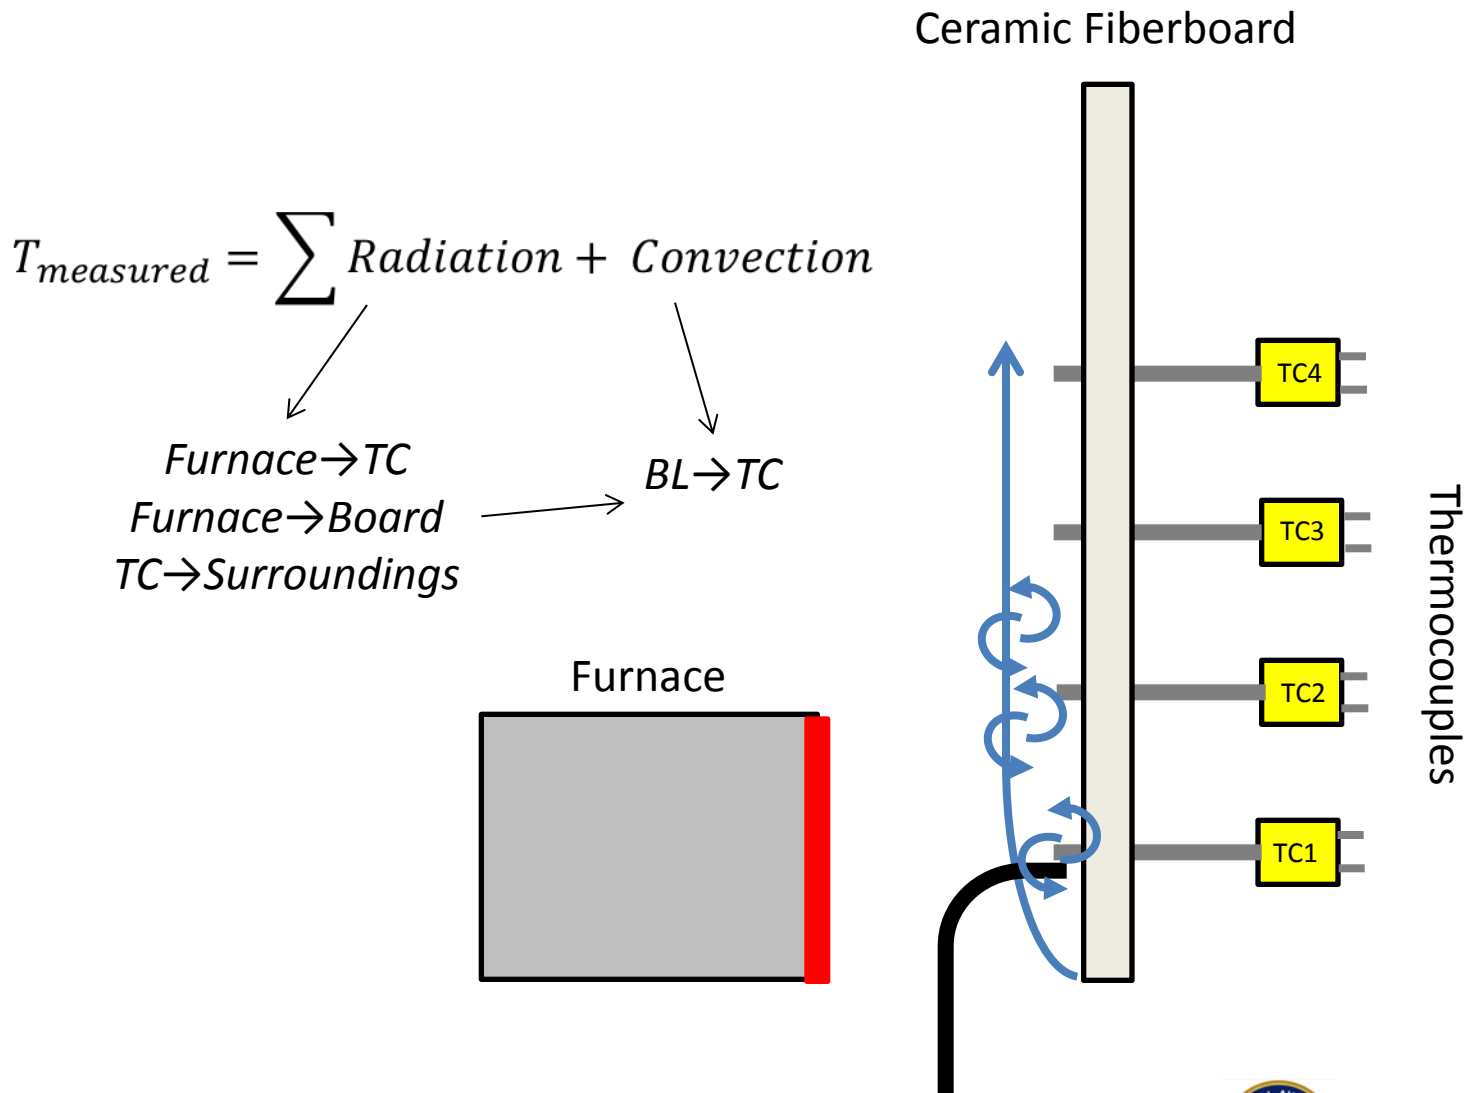 Ceramic Fiberboard
T_measured = ∑ Radiation + Convection
Furnace→TC
Furnace→Board
TC→Surroundings
BL→TC
Furnace
TC4
TC3
TC2
TC1
Thermocouples